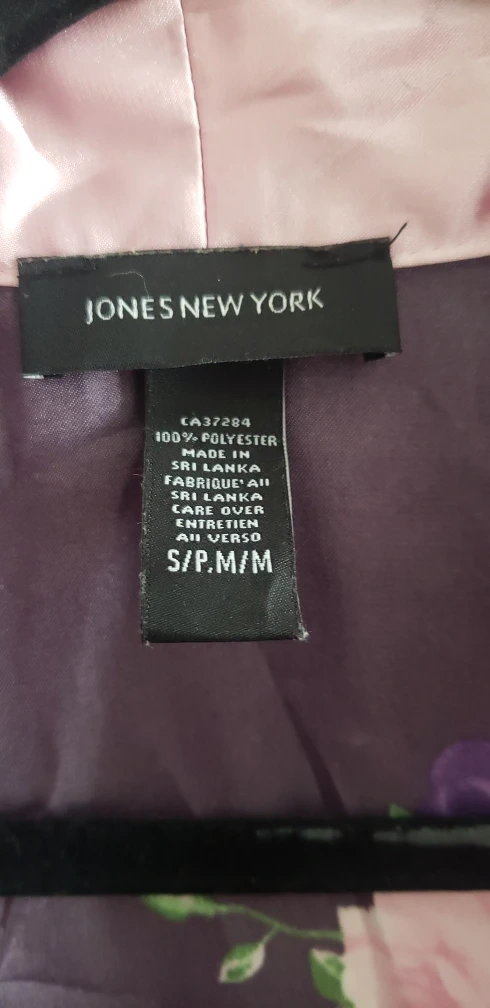 JONES NEW YORK
CA37284
100% POLYESTER
MADE IN
SRI LANKA
FABRIQUE' AU
SRI LANKA
CARE OVER
ENTRETIEN
AU VERSO
S/P.M/M